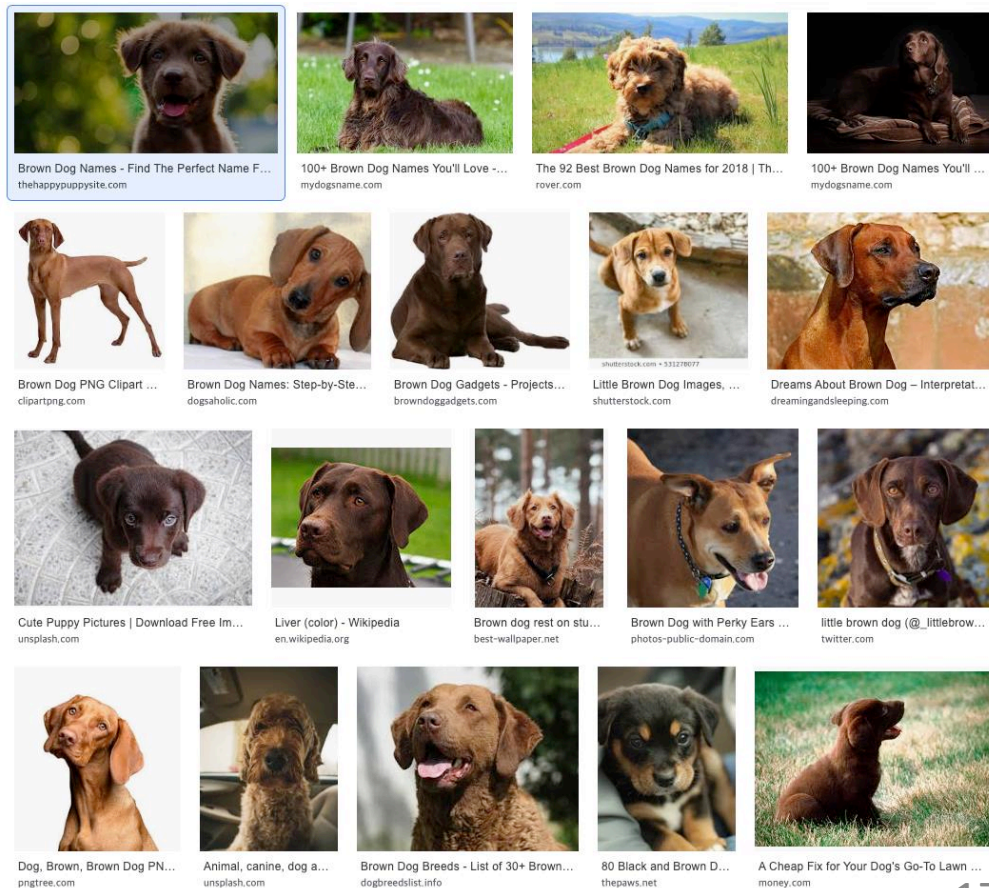 Brown Dog Names - Find The Perfect Name F...
thehappypuppysite.com
100+ Brown Dog Names You'll Love -...
mydogsname.com
The 92 Best Brown Dog Names for 2018 | Th...
rover.com
100+ Brown Dog Names You'll ...
mydogsname.com
shutterstock.com • 531278077
Brown Dog PNG Clipart ...
clipartpng.com
Brown Dog Names: Step-by-Ste...
dogsaholic.com
Brown Dog Gadgets - Projects...
browndoggadgets.com
Little Brown Dog Images, ...
shutterstock.com
Dreams About Brown Dog – Interpretat...
dreamingandsleeping.com
Cute Puppy Pictures | Download Free Im...
unsplash.com
Liver (color) - Wikipedia
en.wikipedia.org
Brown dog rest on stu...
best-wallpaper.net
Brown Dog with Perky Ears ...
photos-public-domain.com
little brown dog (@_littlebrow...
twitter.com
Dog, Brown, Brown Dog PN...
pngtree.com
Animal, canine, dog a...
unsplash.com
Brown Dog Breeds - List of 30+ Brown...
dogbreedslist.info
80 Black and Brown D...
thepaws.net
A Cheap Fix for Your Dog's Go-To Lawn ...
money.com